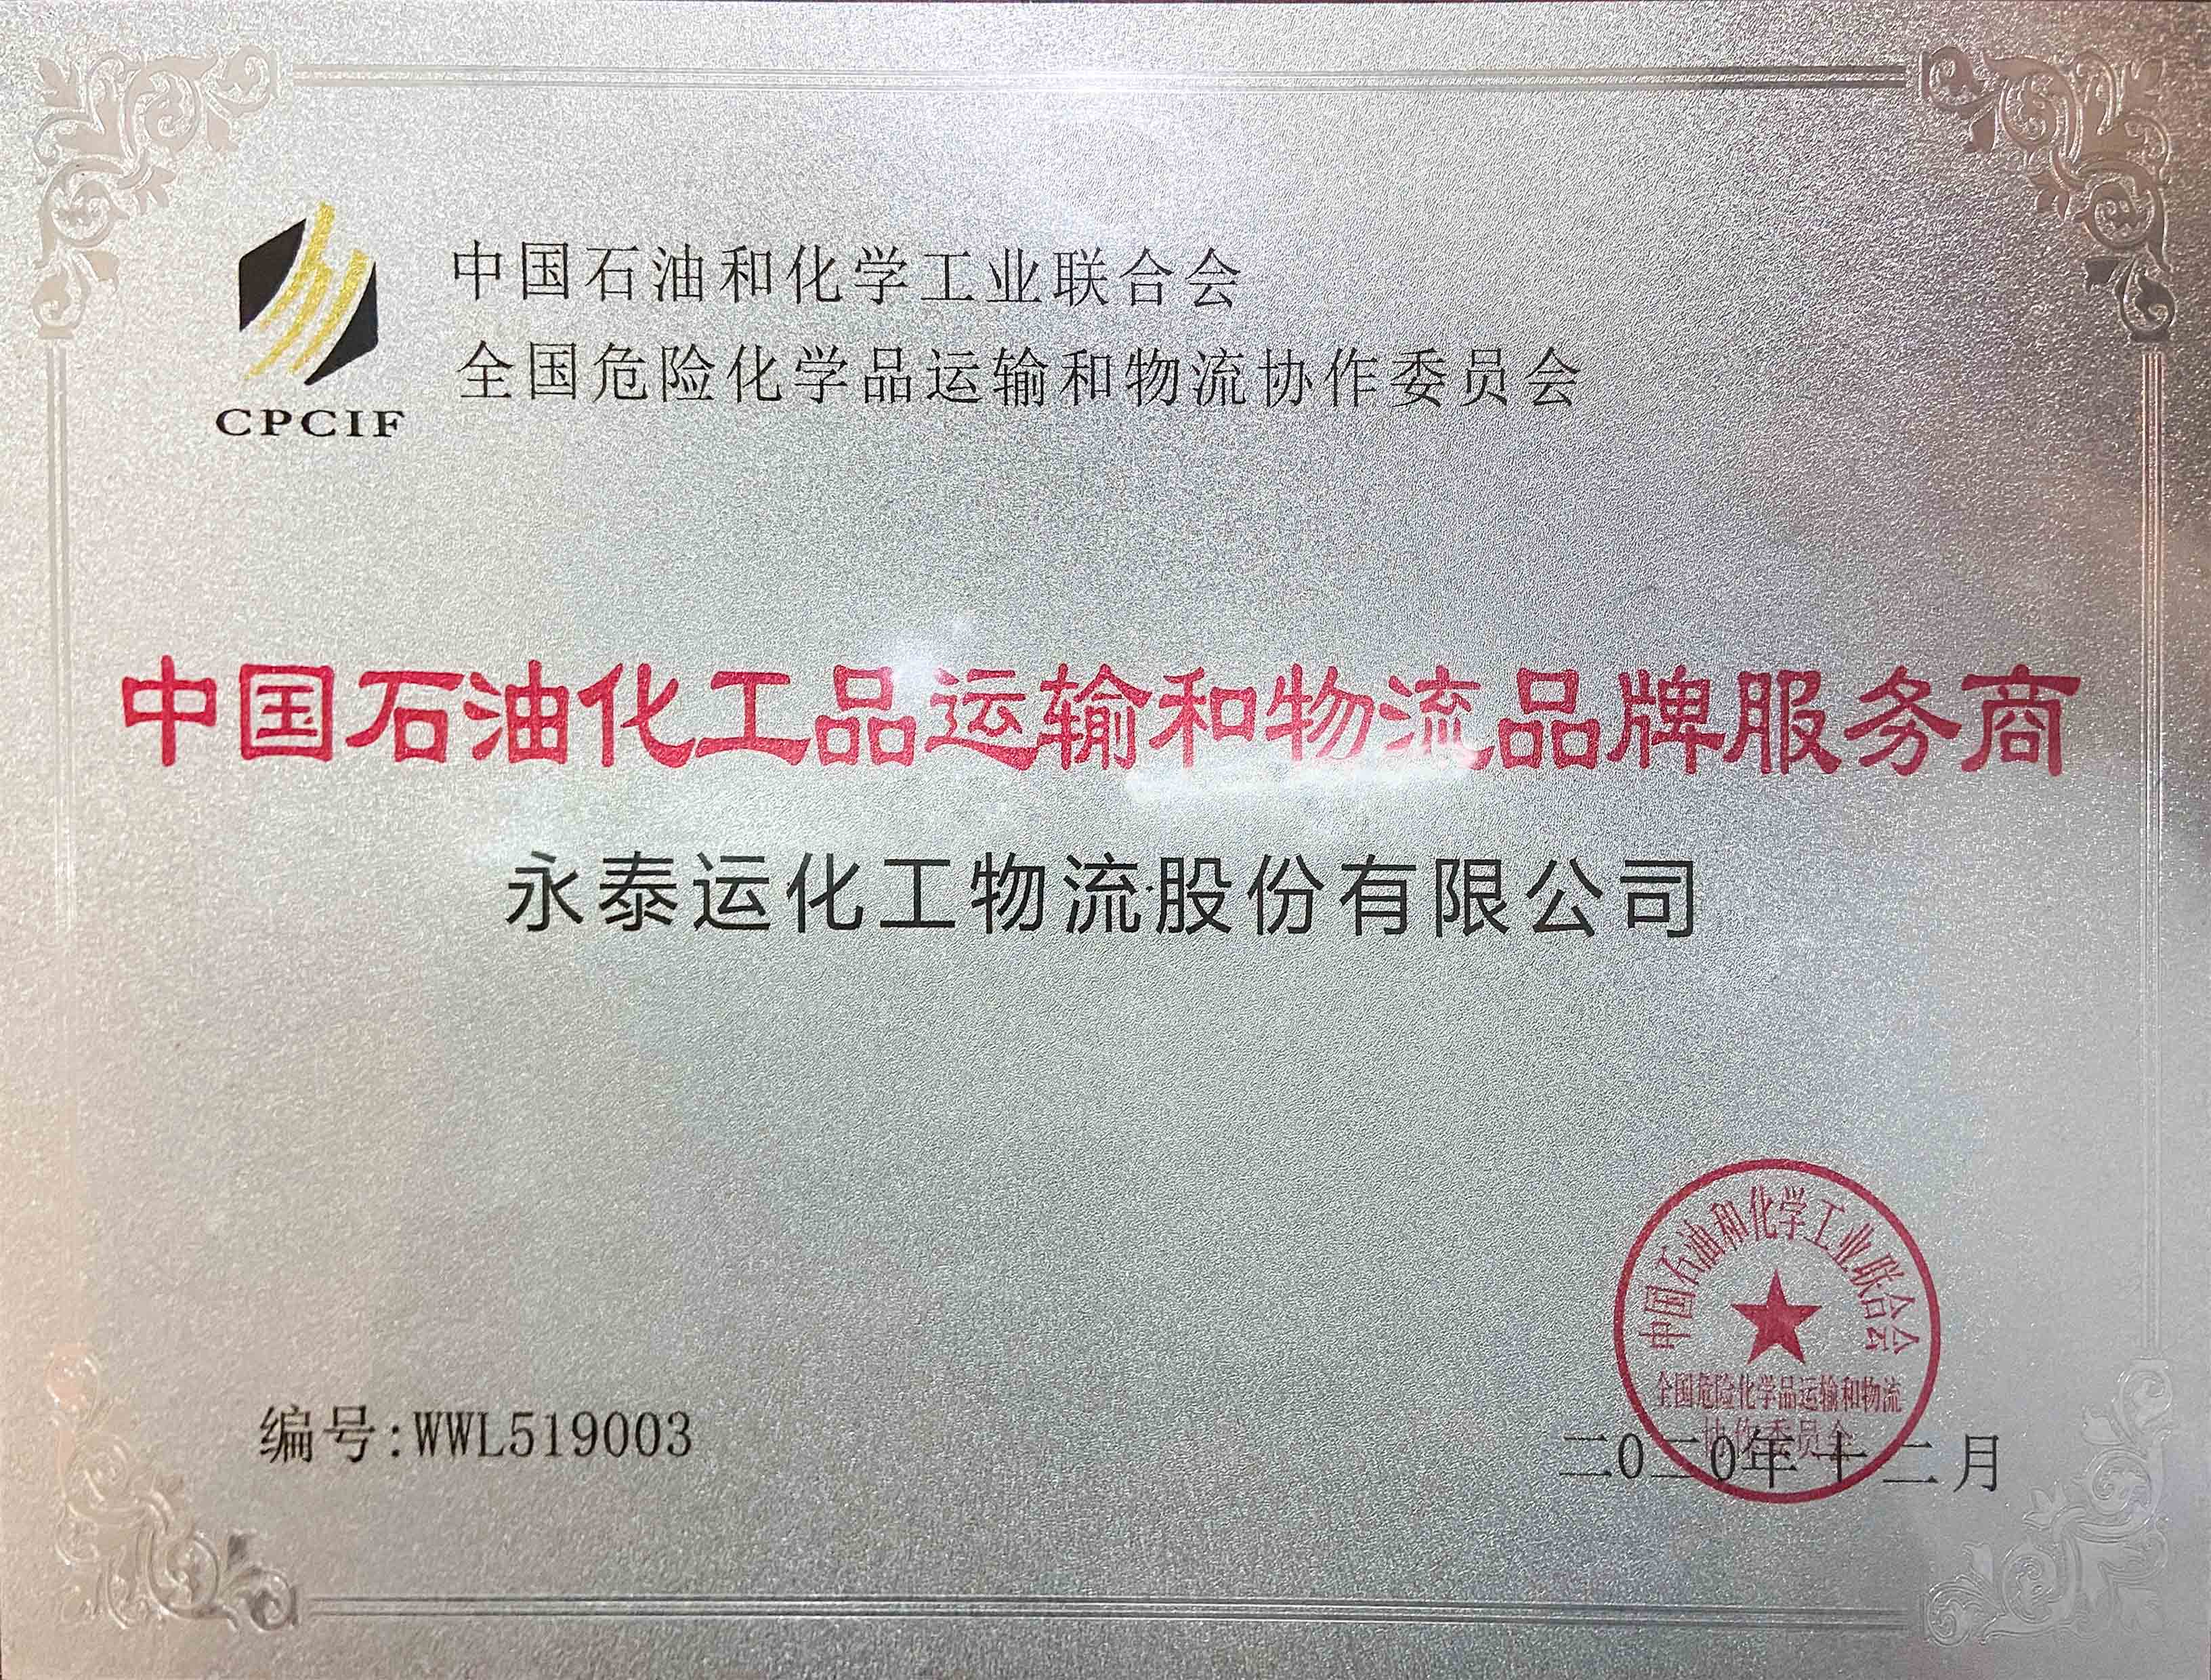 CPCIF
中国石油和化学工业联合会
全国危险化学品运输和物流协作委员会
中国石油化工品运输和物流品牌服务商
永泰运化工物流股份有限公司
中国石油和化学工业联合会
全国危险化学品运输和物流
协作委员会
编号:WWL519003
二0二0年十二月